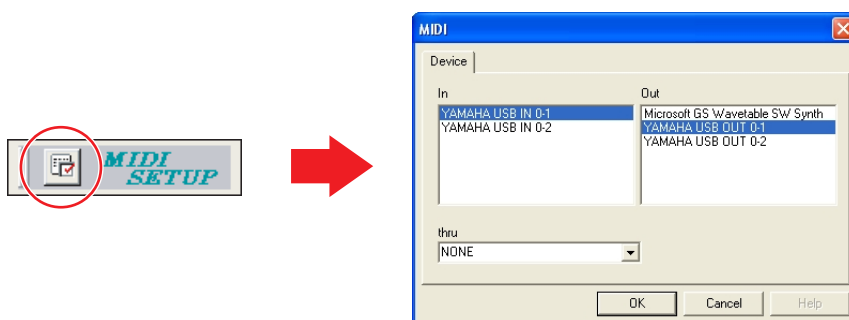 MIDI
SETUP
MIDI
Device
In
YAMAHA USB IN 0-1
YAMAHA USB IN 0-2
Out
Microsoft GS Wavetable SW Synth
YAMAHA USB OUT 0-1
YAMAHA USB OUT 0-2
thru
NONE
OK
Cancel
Help